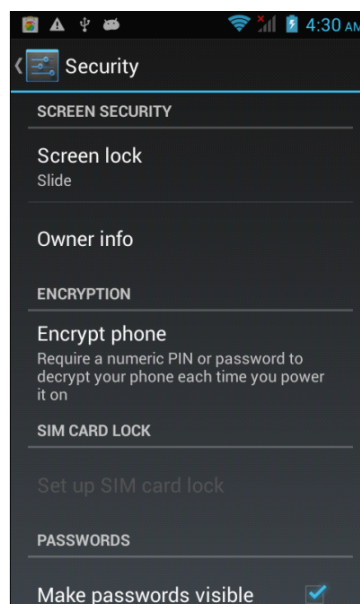 4:30 AM
Security
SCREEN SECURITY
Screen lock
Slide
Owner info
ENCRYPTION
Encrypt phone
Require a numeric PIN or password to
decrypt your phone each time you power
it on
SIM CARD LOCK
Set up SIM card lock
PASSWORDS
Make passwords visible